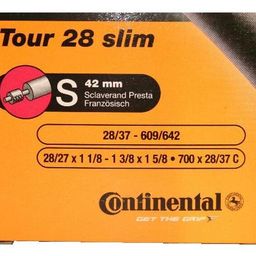 Tour 28 slim
S
42 mm
Sclaverand Presta
Französisch
28/37 - 609/642
28/27 x 1 1/8 - 1 3/8 x 1 5/8 • 700 x 28/37 C
Continental
GET THE GRIP